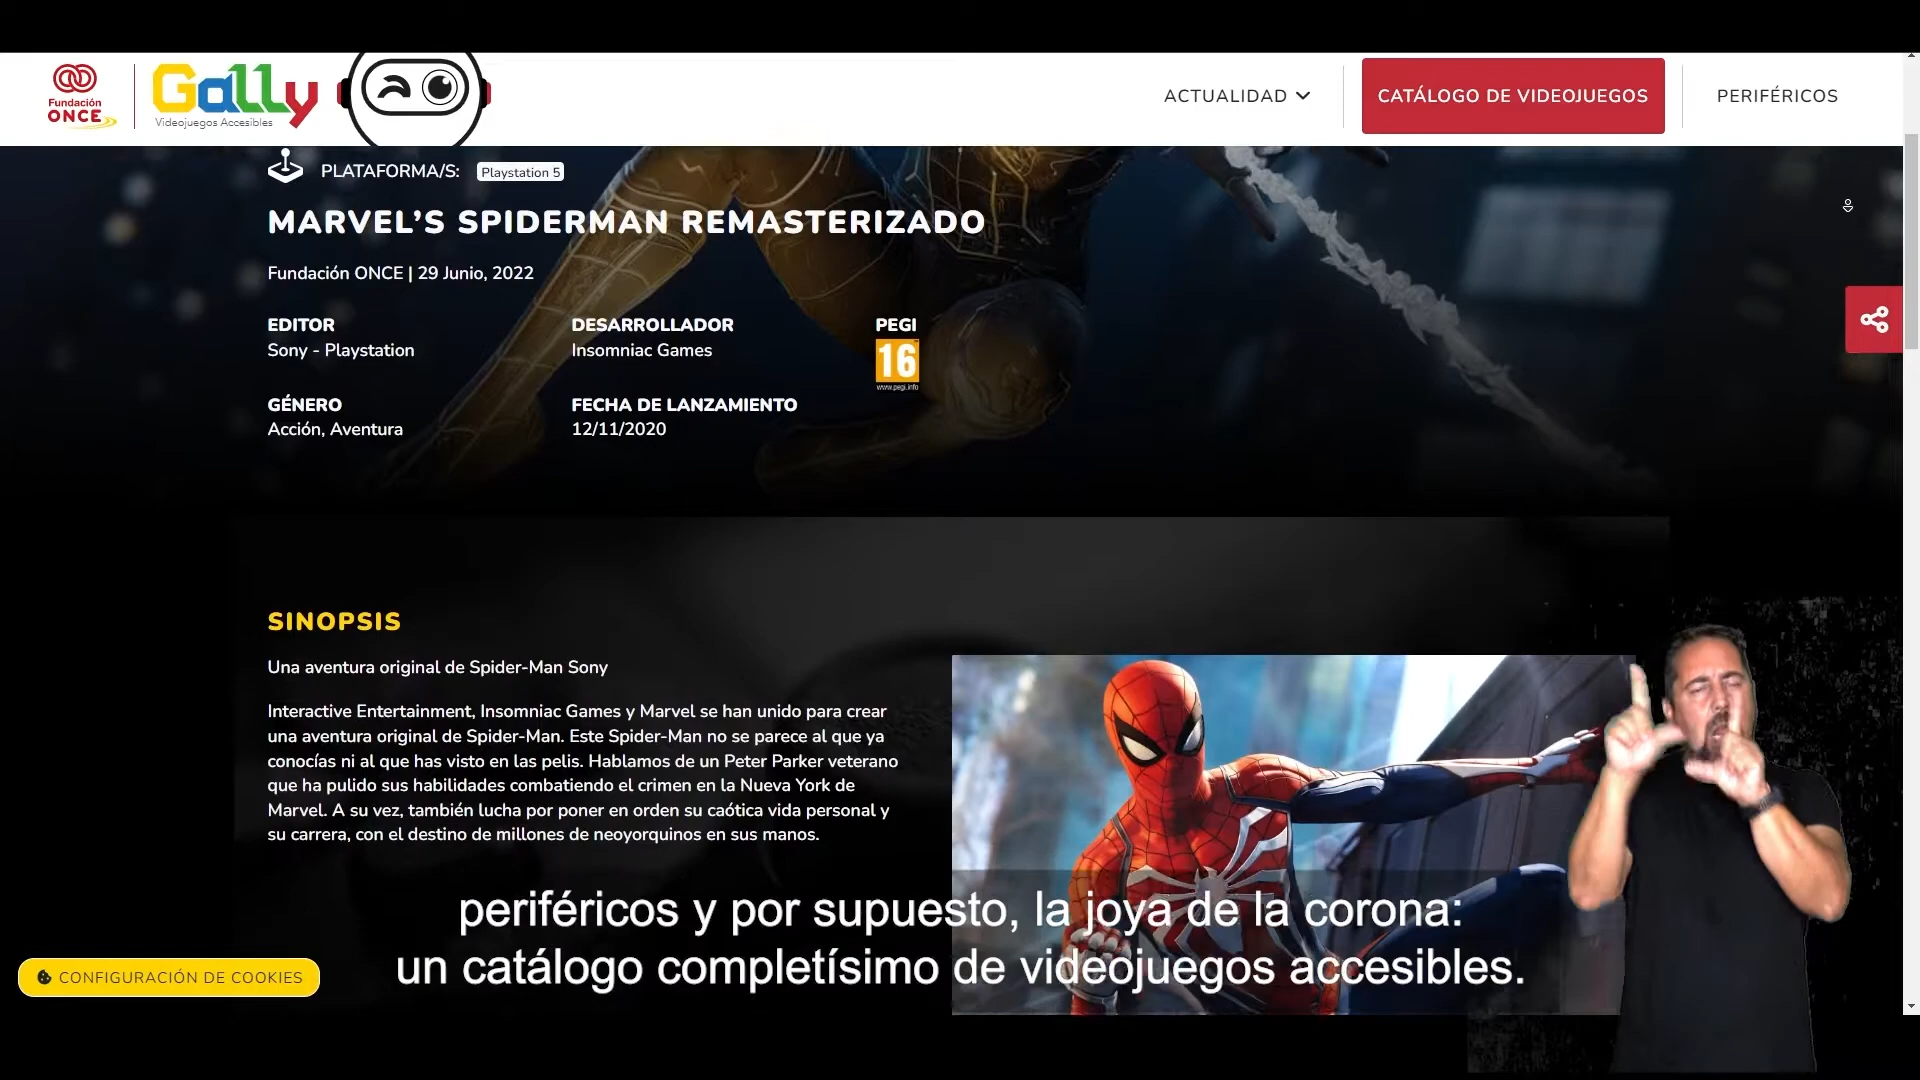 Fundación
ONCE
Gally
Videojuegos Accesibles
ACTUALIDAD
CATÁLOGO DE VIDEOJUEGOS
PERIFÉRICOS
PLATAFORMA/S: Playstation 5
MARVEL’S SPIDERMAN REMASTERIZADO
Fundación ONCE | 29 Junio, 2022
EDITOR
Sony - Playstation
DESARROLLADOR
Insomniac Games
PEGI
16
www.pegi.info
GÉNERO
Acción, Aventura
FECHA DE LANZAMIENTO
12/11/2020
SINOPSIS
Una aventura original de Spider-Man Sony
Interactive Entertainment, Insomniac Games y Marvel se han unido para crear
una aventura original de Spider-Man. Este Spider-Man no se parece al que ya
conocías ni al que has visto en las pelis. Hablamos de un Peter Parker veterano
que ha pulido sus habilidades combatiendo el crimen en la Nueva York de
Marvel. A su vez, también lucha por poner en orden su caótica vida personal y
su carrera, con el destino de millones de neoyorquinos en sus manos.
periféricos y por supuesto, la joya de la corona:
un catálogo completísimo de videojuegos accesibles.
CONFIGURACIÓN DE COOKIES